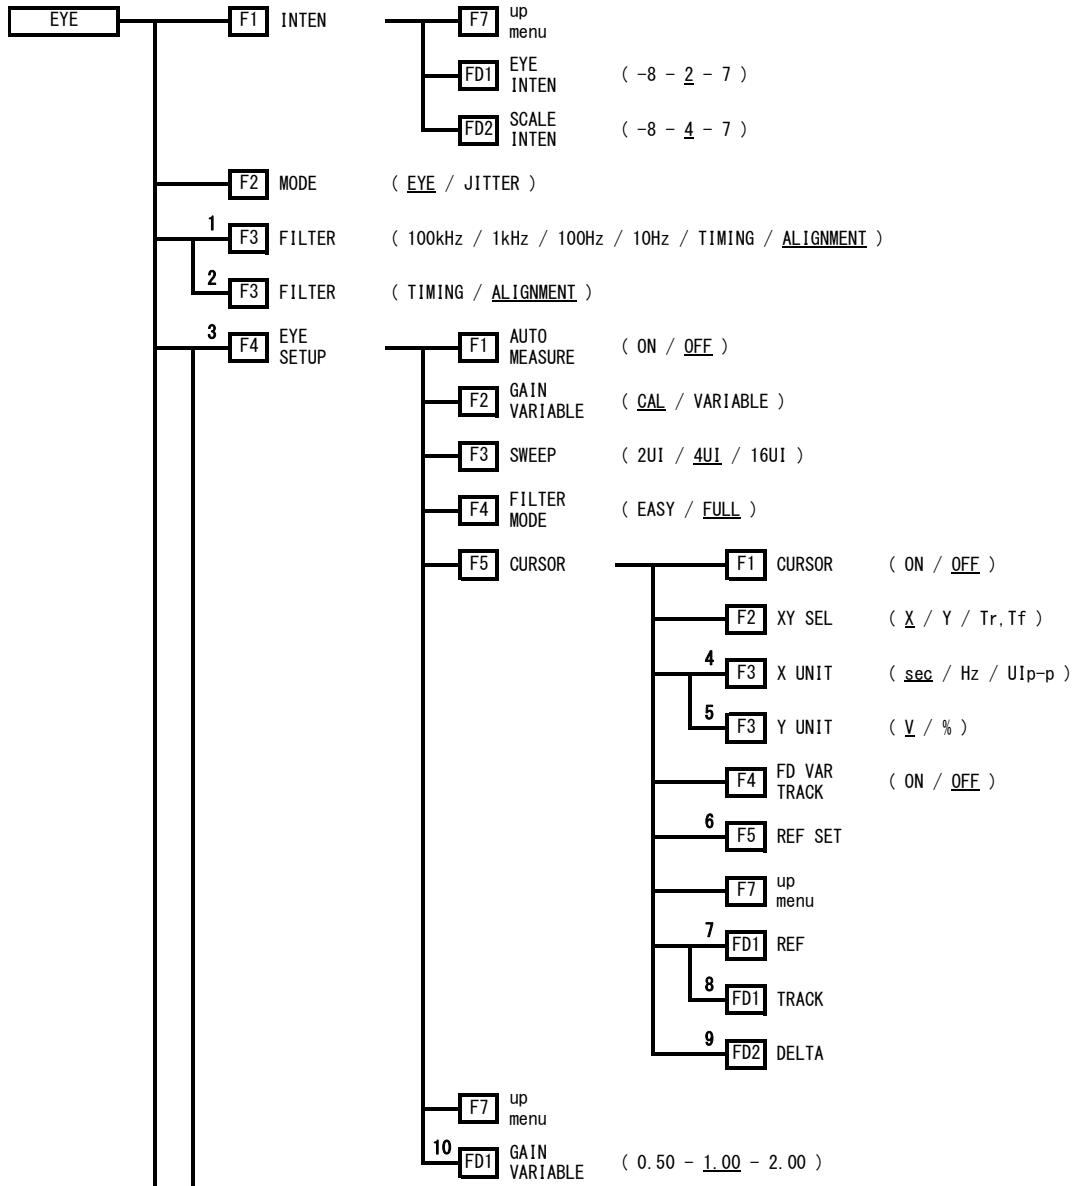 EYE F1 INTEN F7 up menu
FD1 EYE INTEN ( -8 - 2 - 7 )
FD2 SCALE INTEN ( -8 - 4 - 7 )
F2 MODE ( EYE / JITTER )
1 F3 FILTER ( 100kHz / 1kHz / 100Hz / 10Hz / TIMING / ALIGNMENT )
2 F3 FILTER ( TIMING / ALIGNMENT )
3 F4 EYE SETUP F1 AUTO MEASURE ( ON / OFF )
F2 GAIN VARIABLE ( CAL / VARIABLE )
F3 SWEEP ( 2UI / 4UI / 16UI )
F4 FILTER MODE ( EASY / FULL )
F5 CURSOR F1 CURSOR ( ON / OFF )
F2 XY SEL ( X / Y / Tr,Tf )
4 F3 X UNIT ( sec / Hz / UIp-p )
5 F3 Y UNIT ( V / % )
F4 FD VAR TRACK ( ON / OFF )
6 F5 REF SET
F7 up menu
7 FD1 REF
8 FD1 TRACK
9 FD2 DELTA
F7 up menu
10 FD1 GAIN VARIABLE ( 0.50 - 1.00 - 2.00 )